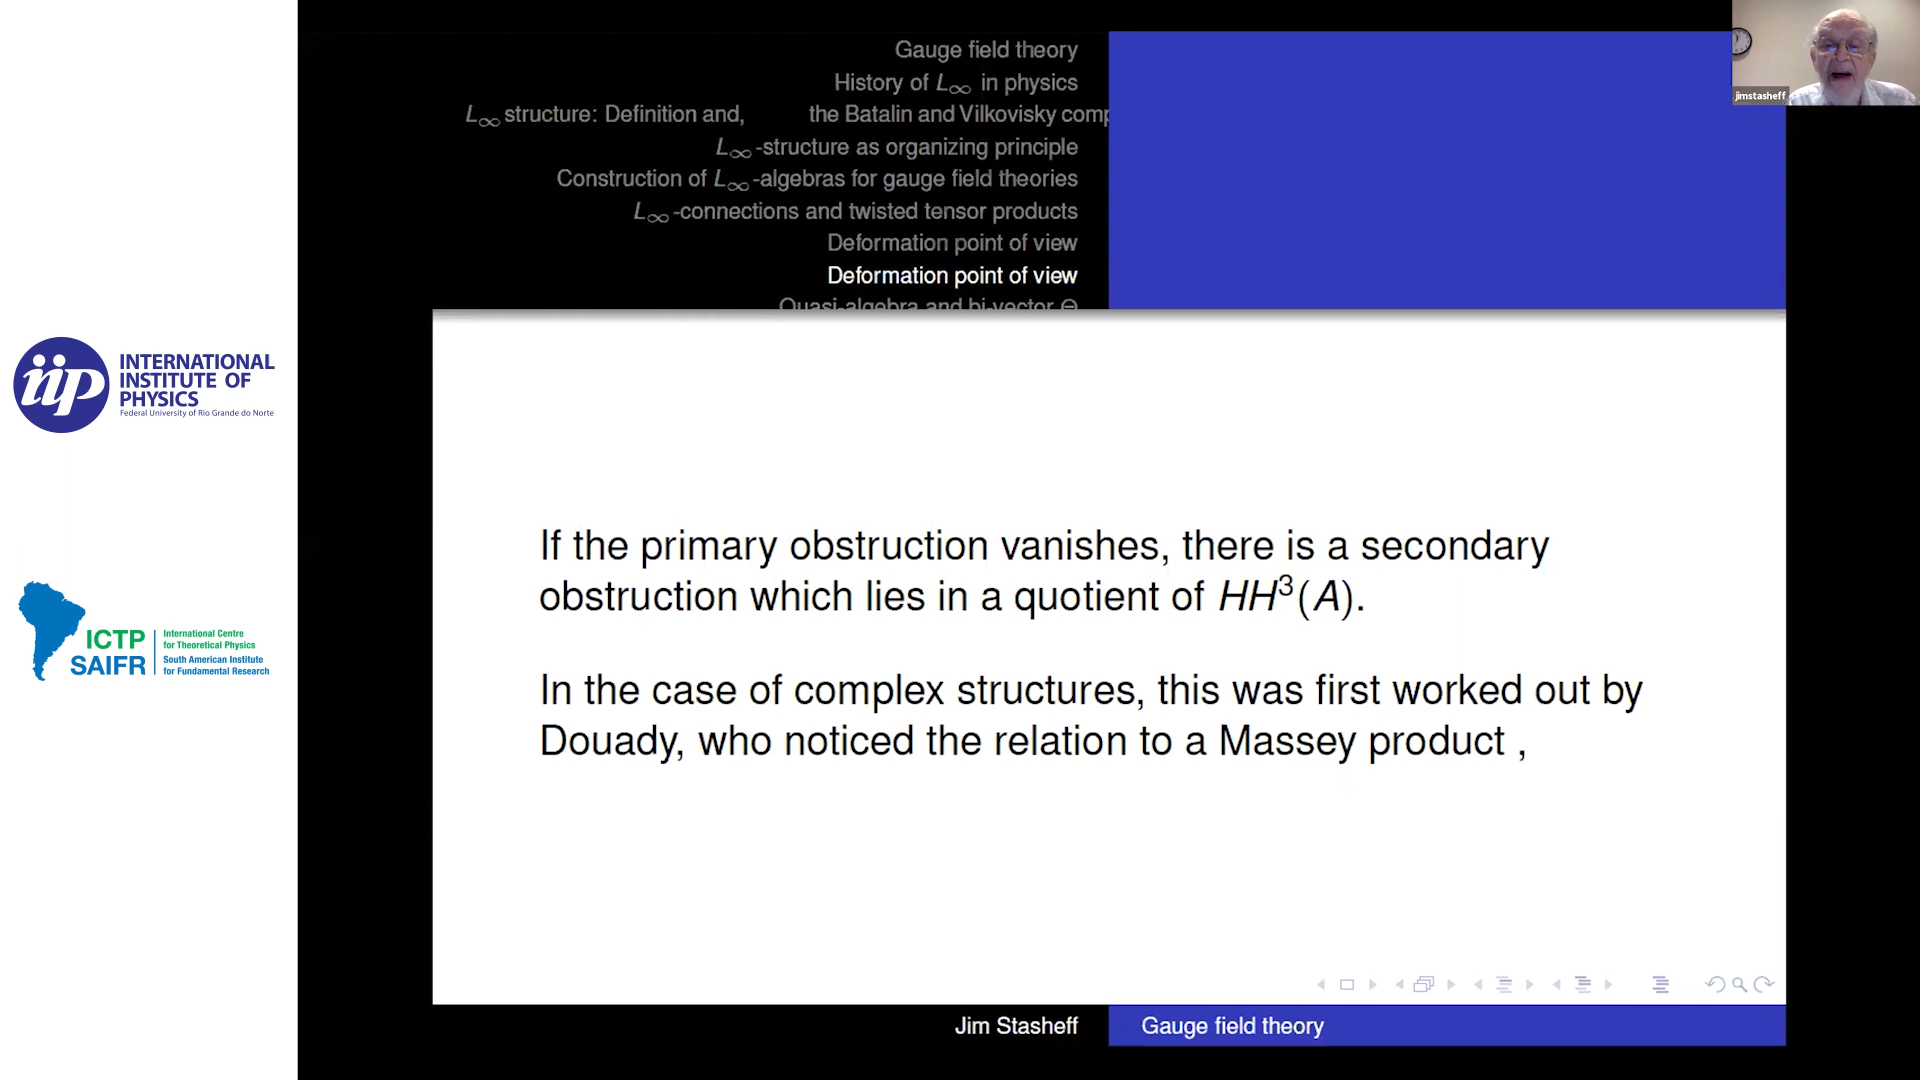 Gauge field theory
History of L∞ in physics
L∞ structure: Definition and, the Batalin and Vilkovisky comp
L∞ -structure as organizing principle
Construction of L∞ -algebras for gauge field theories
L∞ -connections and twisted tensor products
Deformation point of view
Deformation point of view
Quasi-algebra and bi-vector Θ
jimstasheff
iip
INTERNATIONAL
INSTITUTE OF
PHYSICS
Federal University of Rio Grande do Norte
ICTP
SAIFR
International Centre
for Theoretical Physics
South American Institute
for Fundamental Research
If the primary obstruction vanishes, there is a secondary
obstruction which lies in a quotient of HH³(A).
In the case of complex structures, this was first worked out by
Douady, who noticed the relation to a Massey product ,
Jim Stasheff
Gauge field theory